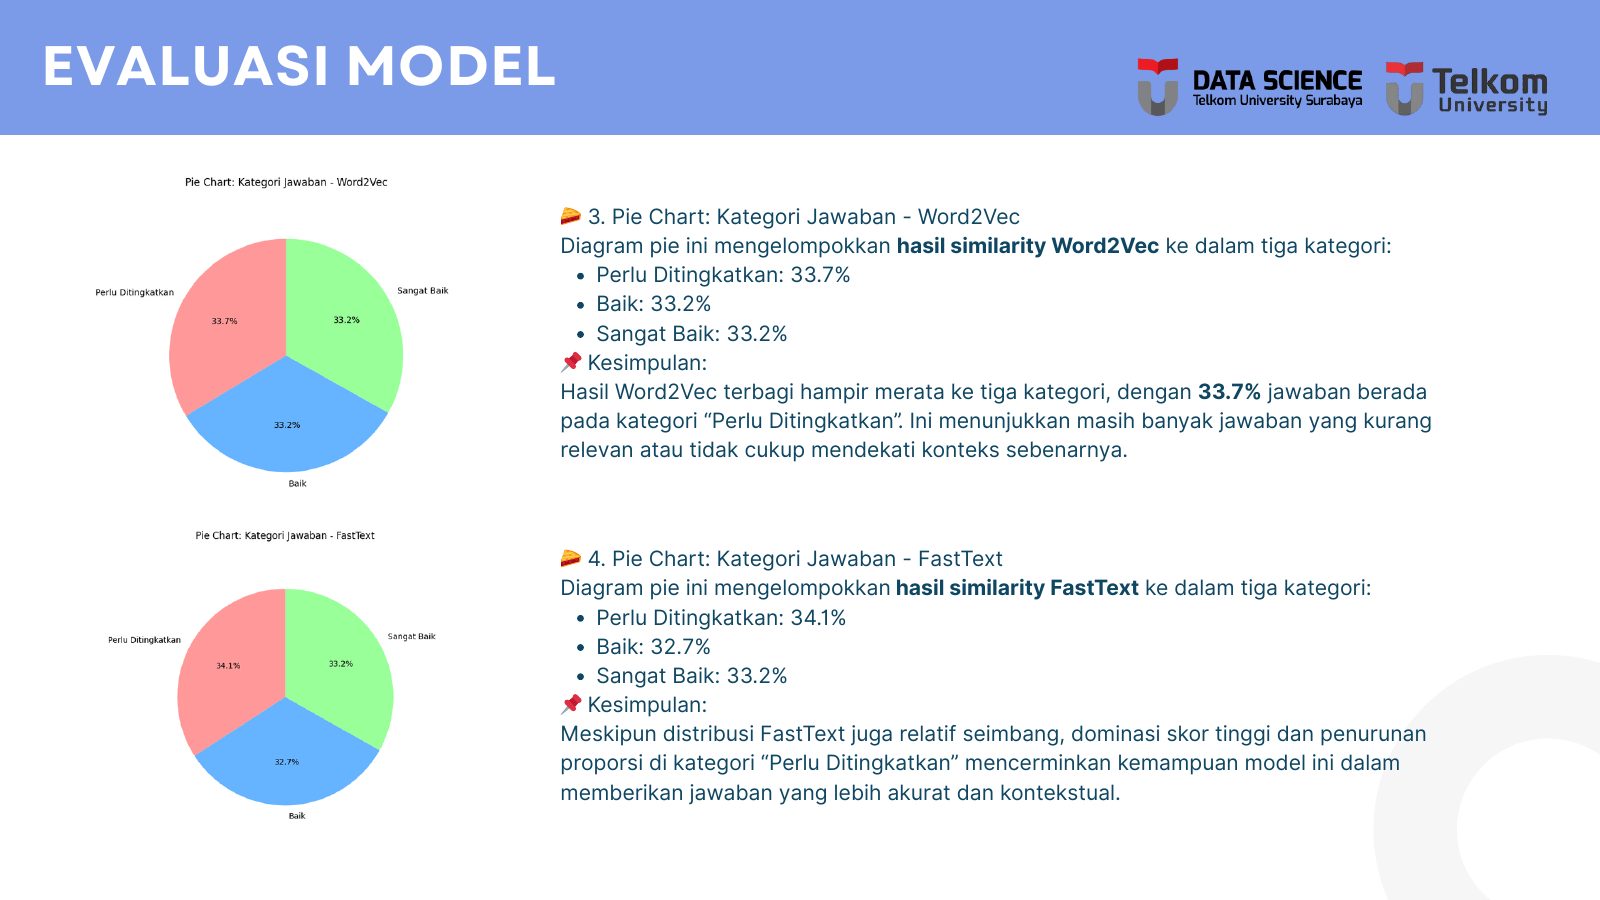 EVALUASI MODEL
DATA SCIENCE
Telkom University Surabaya
Telkom
University
Pie Chart: Kategori Jawaban - Word2Vec
Perlu Ditingkatkan
Sangat Baik
33.7%
33.2%
33.2%
Baik
🥧 3. Pie Chart: Kategori Jawaban - Word2Vec
Diagram pie ini mengelompokkan hasil similarity Word2Vec ke dalam tiga kategori:
• Perlu Ditingkatkan: 33.7%
• Baik: 33.2%
• Sangat Baik: 33.2%
📌 Kesimpulan:
Hasil Word2Vec terbagi hampir merata ke tiga kategori, dengan 33.7% jawaban berada
pada kategori “Perlu Ditingkatkan”. Ini menunjukkan masih banyak jawaban yang kurang
relevan atau tidak cukup mendekati konteks sebenarnya.
Pie Chart: Kategori Jawaban - FastText
Perlu Ditingkatkan
Sangat Baik
34.1%
33.2%
32.7%
Baik
🥧 4. Pie Chart: Kategori Jawaban - FastText
Diagram pie ini mengelompokkan hasil similarity FastText ke dalam tiga kategori:
• Perlu Ditingkatkan: 34.1%
• Baik: 32.7%
• Sangat Baik: 33.2%
📌 Kesimpulan:
Meskipun distribusi FastText juga relatif seimbang, dominasi skor tinggi dan penurunan
proporsi di kategori “Perlu Ditingkatkan” mencerminkan kemampuan model ini dalam
memberikan jawaban yang lebih akurat dan kontekstual.